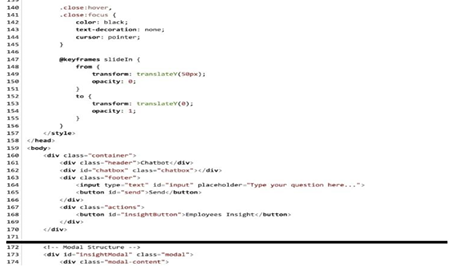 140 .close:hover,
141 .close:focus {
142 color: black;
143 text-decoration: none;
144 cursor: pointer;
145 }
146
147 @keyframes slideIn {
148 from {
149 transform: translateY(50px);
150 opacity: 0;
151 }
152 to {
153 transform: translateY(0);
154 opacity: 1;
155 }
156 }
157 </style>
158 </head>
159 <body>
160 <div class="container">
161 <div class="header">Chatbot</div>
162 <div id="chatbox" class="chatbox"></div>
163 <div class="footer">
164 <input type="text" id="input" placeholder="Type your question here...">
165 <button id="send">Send</button>
166 </div>
167 <div class="actions">
168 <button id="insightButton">Employees Insight</button>
169 </div>
170 </div>
171
172 <!-- Modal Structure -->
173 <div id="insightModal" class="modal">
174 <div class="modal-content">